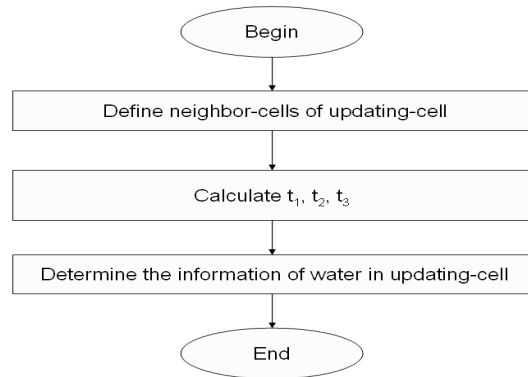 Begin
Define neighbor-cells of updating-cell
Calculate t₁, t₂, t₃
Determine the information of water in updating-cell
End